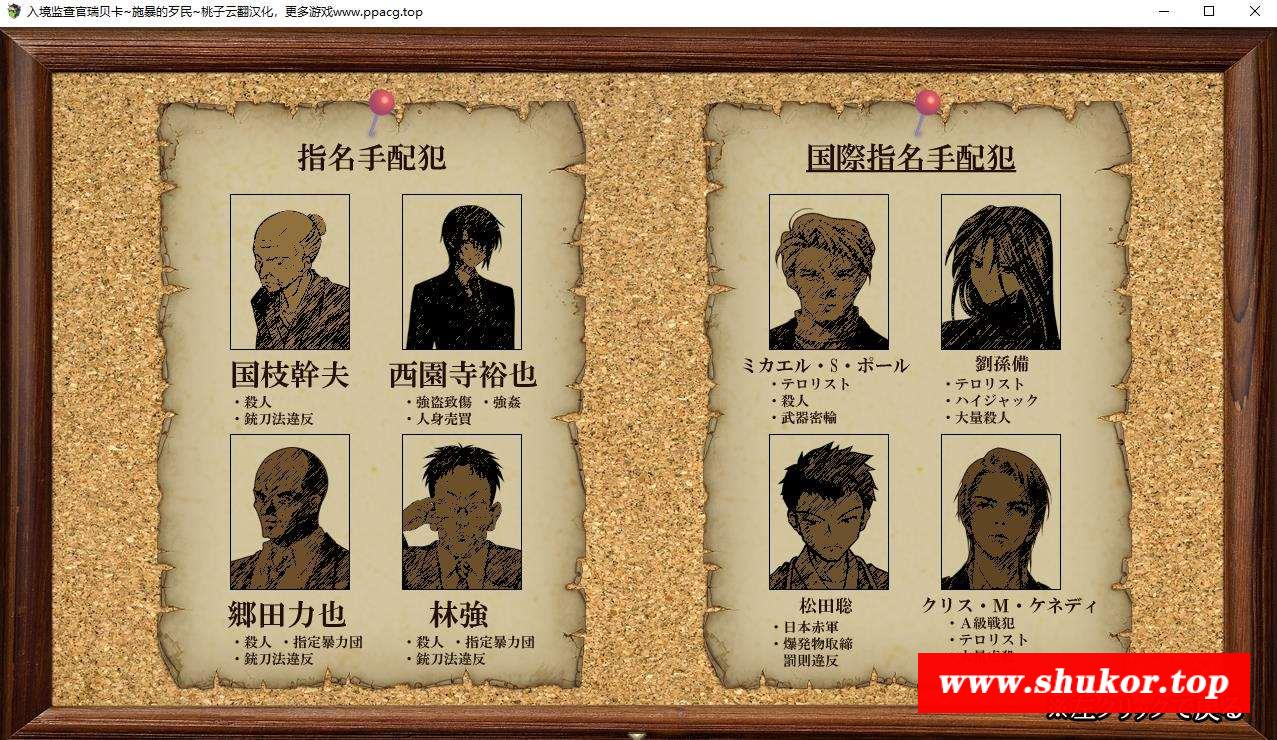 入境监查官瑞贝卡~施暴的歹民~桃子云翻汉化，更多游戏www.ppacg.top
指名手配犯
国枝幹夫
・殺人
・銃刀法違反
西園寺裕也
・強盗致傷 ・強姦
・人身売買
郷田力也
・殺人 ・指定暴力団
・銃刀法違反
林強
・殺人 ・指定暴力団
・銃刀法違反
国際指名手配犯
ミカエル・S・ポール
・テロリスト
・殺人
・武器密輸
劉孫備
・テロリスト
・ハイジャック
・大量殺人
松田聡
・日本赤軍
・爆発物取締
罰則違反
クリス・M・ケネディ
・A級戦犯
・テロリスト
www.shukor.top